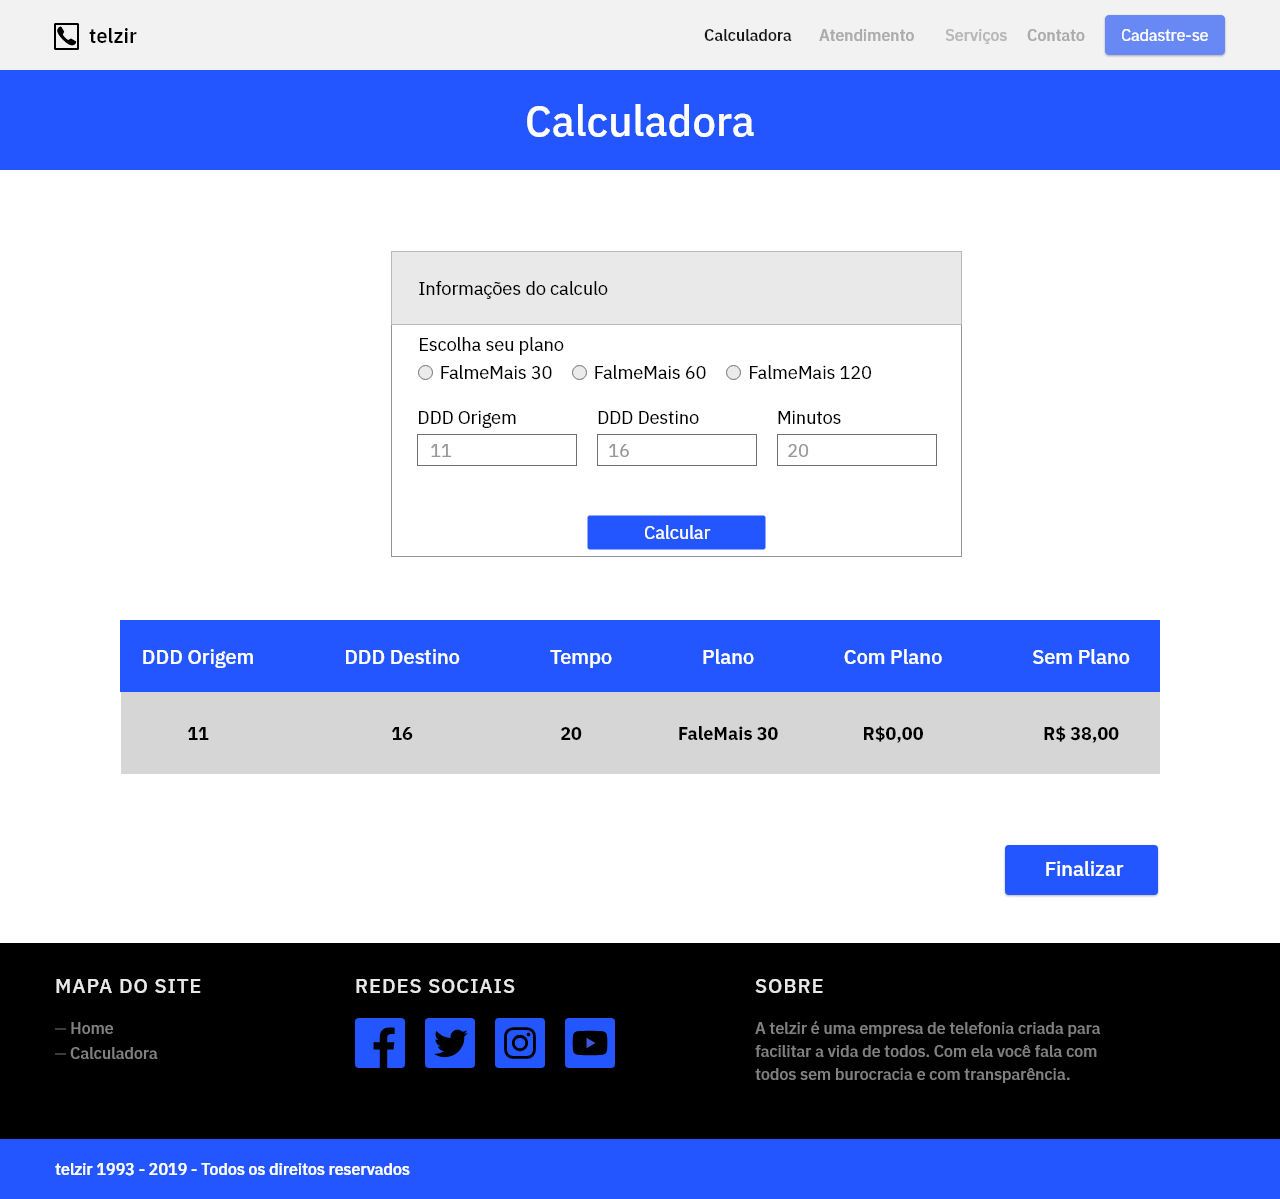 telzir
Calculadora Atendimento Serviços Contato Cadastre-se
Calculadora
Informações do calculo
Escolha seu plano
FalmeMais 30 FalmeMais 60 FalmeMais 120
DDD Origem DDD Destino Minutos
11 16 20
Calcular
DDD Origem DDD Destino Tempo Plano Com Plano Sem Plano
11 16 20 FaleMais 30 R$0,00 R$ 38,00
Finalizar
MAPA DO SITE
— Home
— Calculadora
REDES SOCIAIS
SOBRE
A telzir é uma empresa de telefonia criada para
facilitar a vida de todos. Com ela você fala com
todos sem burocracia e com transparência.
telzir 1993 - 2019 - Todos os direitos reservados